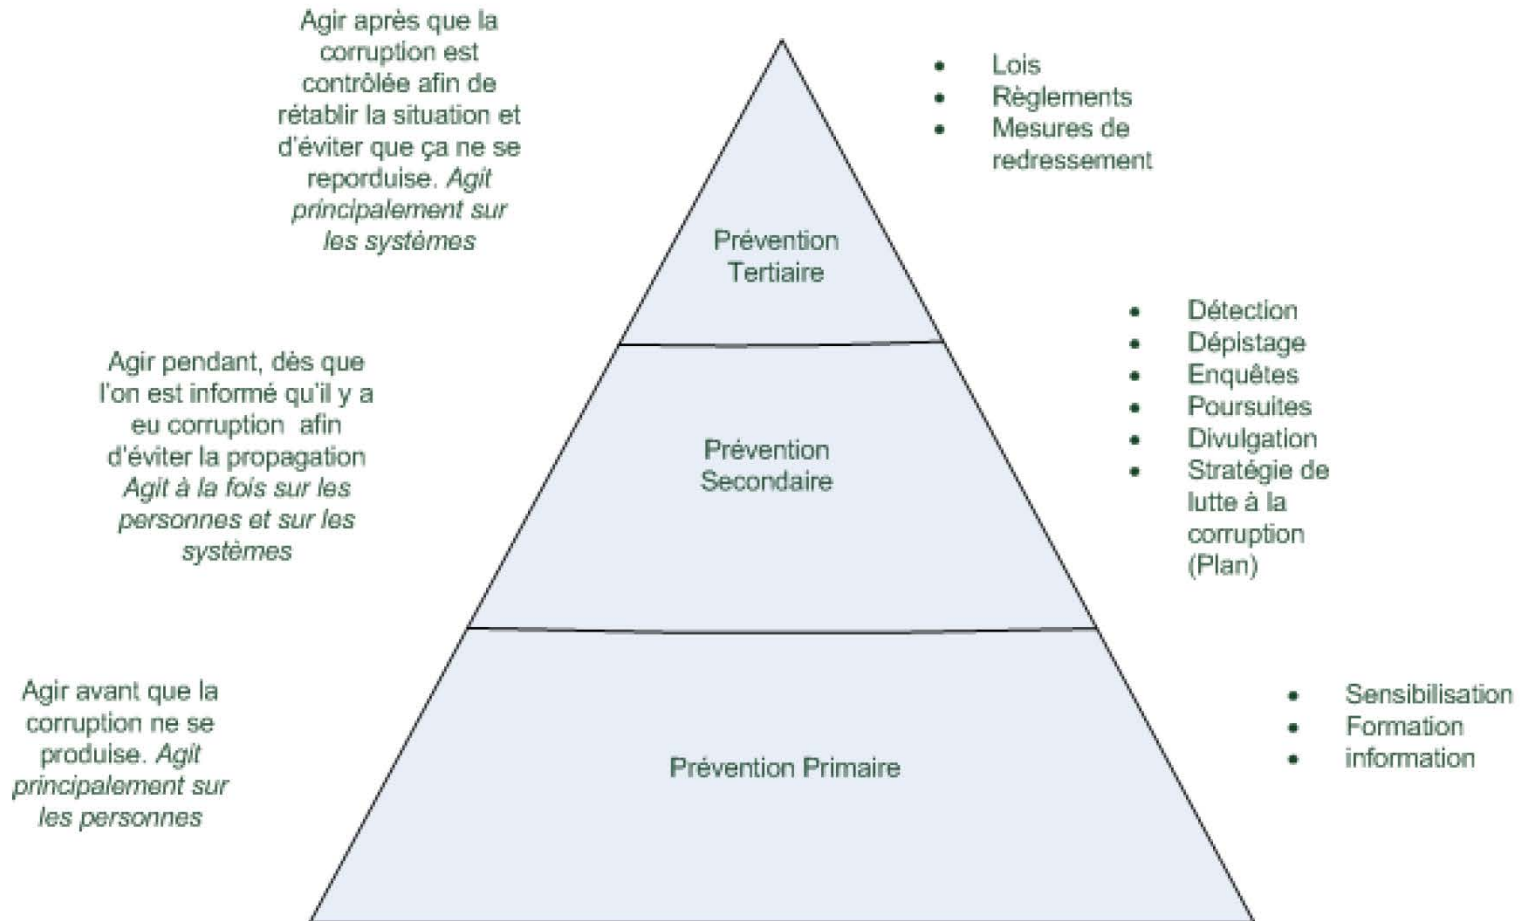 Agir après que la
corruption est
contrôlée afin de
rétablir la situation et
d'éviter que ça ne se
reporduise. Agit
principalement sur
les systèmes
Prévention
Tertiaire
• Lois
• Règlements
• Mesures de
redressement
Agir pendant, dès que
l'on est informé qu'il y a
eu corruption afin
d'éviter la propagation
Agit à la fois sur les
personnes et sur les
systèmes
Prévention
Secondaire
• Détection
• Dépistage
• Enquêtes
• Poursuites
• Divulgation
• Stratégie de
lutte à la
corruption
(Plan)
Agir avant que la
corruption ne se
produise. Agit
principalement sur
les personnes
Prévention Primaire
• Sensibilisation
• Formation
• information